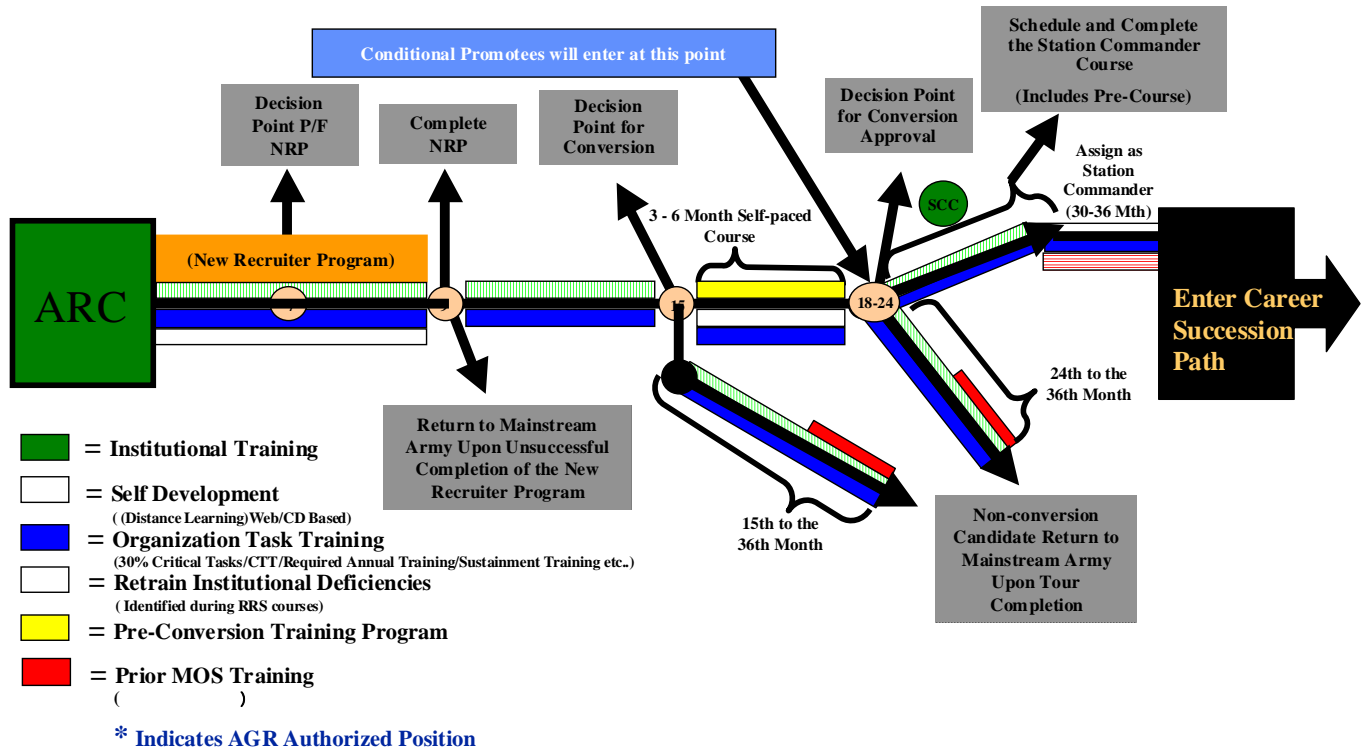 Conditional Promotees will enter at this point
Schedule and Complete
the Station Commander
Course
(Includes Pre-Course)
Decision
Point P/F
NRP
Complete
NRP
Decision
Point for
Conversion
Decision Point
for Conversion
Approval
Assign as
Station
Commander
(30-36 Mth)
SCC
3 - 6 Month Self-paced
Course
ARC
(New Recruiter Program)
15
18-24
Enter Career
Succession
Path
24th to the
36th Month
Return to Mainstream
Army Upon Unsuccessful
Completion of the New
Recruiter Program
15th to the
36th Month
Non-conversion
Candidate Return to
Mainstream Army
Upon Tour
Completion
= Institutional Training
= Self Development
( (Distance Learning)Web/CD Based)
= Organization Task Training
(30% Critical Tasks/CTT/Required Annual Training/Sustainment Training etc..)
= Retrain Institutional Deficiencies
( Identified during RRS courses)
= Pre-Conversion Training Program
= Prior MOS Training
( )
* Indicates AGR Authorized Position